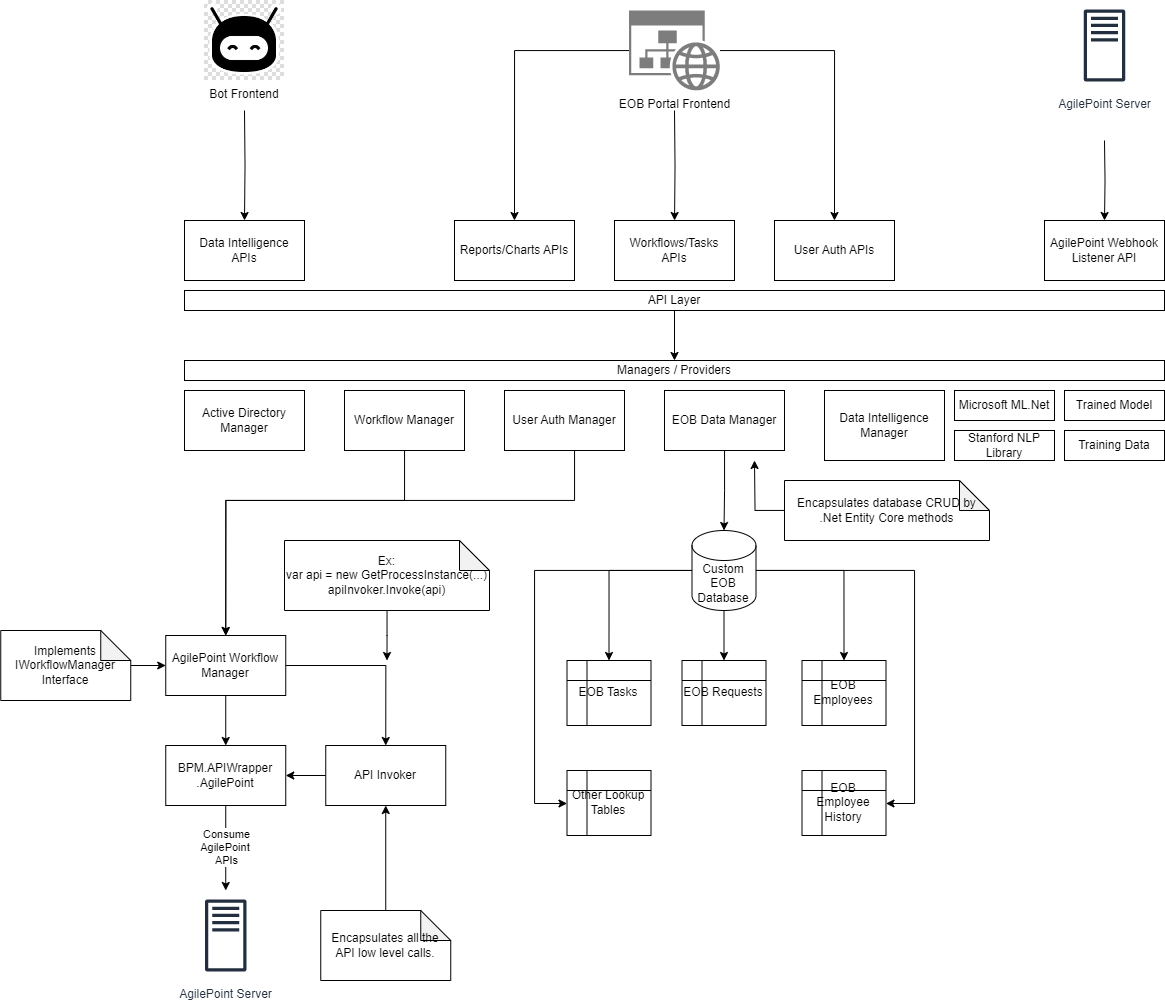 Bot Frontend
EOB Portal Frontend
AgilePoint Server
Data Intelligence
APIs
Reports/Charts APIs
Workflows/Tasks
APIs
User Auth APIs
AgilePoint Webhook
Listener API
API Layer
Managers / Providers
Active Directory
Manager
Workflow Manager
User Auth Manager
EOB Data Manager
Data Intelligence
Manager
Microsoft ML.Net
Trained Model
Stanford NLP
Library
Training Data
Encapsulates database CRUD by
.Net Entity Core methods
Ex:
var api = new GetProcessInstance(...)
apiInvoker.Invoke(api)
Custom
EOB
Database
Implements
IWorkflowManager
Interface
AgilePoint Workflow
Manager
EOB Tasks
EOB Requests
EOB
Employees
BPM.APIWrapper
.AgilePoint
API Invoker
Other Lookup
Tables
EOB
Employee
History
Consume
AgilePoint
APIs
Encapsulates all the
API low level calls.
AgilePoint Server